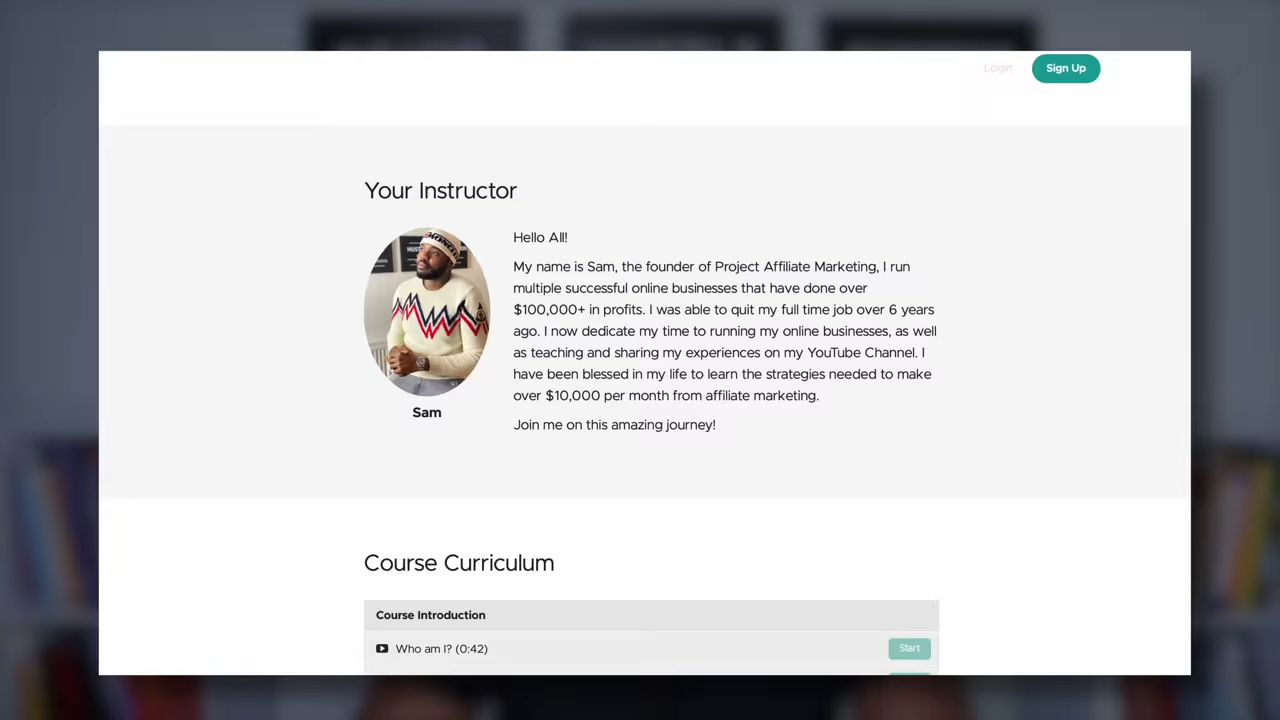 Login
Sign Up
Your Instructor
Hello All!
My name is Sam, the founder of Project Affiliate Marketing, I run
multiple successful online businesses that have done over
$100,000+ in profits. I was able to quit my full time job over 6 years
ago. I now dedicate my time to running my online businesses, as well
as teaching and sharing my experiences on my YouTube Channel. I
have been blessed in my life to learn the strategies needed to make
over $10,000 per month from affiliate marketing.
Sam
Join me on this amazing journey!
Course Curriculum
Course Introduction
Who am I? (0:42)
Start